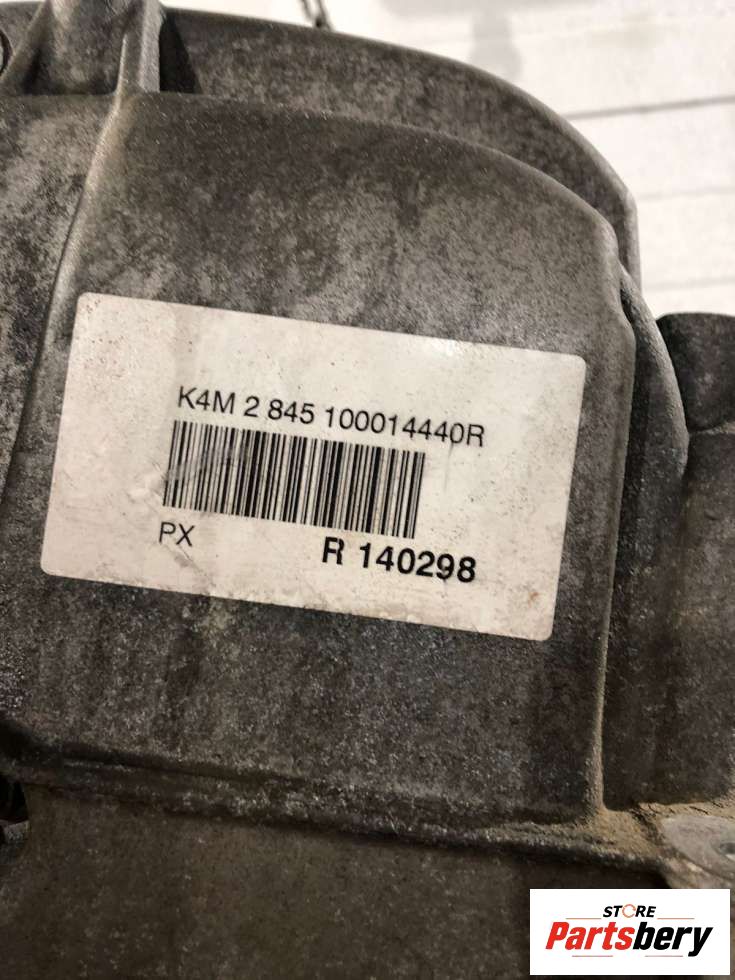 K4M 2 845 100014440R
PX
R 140298
STORE
Partsbery